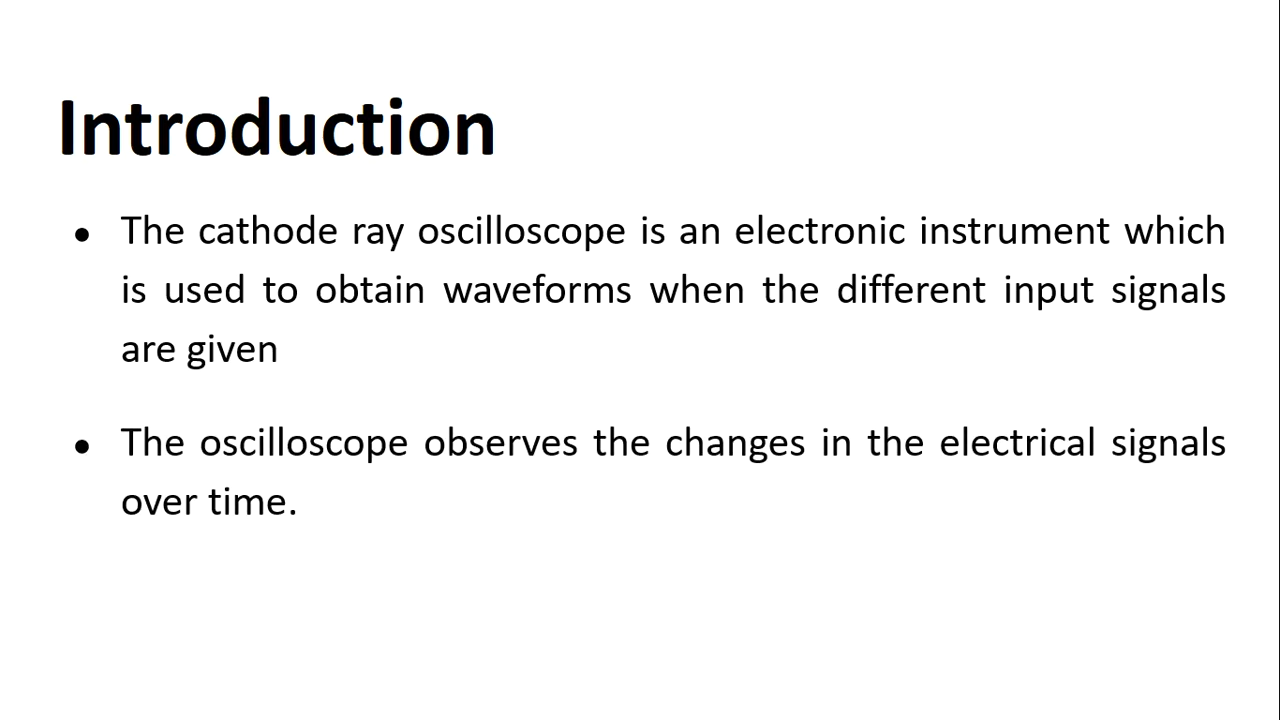 Introduction
• The cathode ray oscilloscope is an electronic instrument which
is used to obtain waveforms when the different input signals
are given
• The oscilloscope observes the changes in the electrical signals
over time.